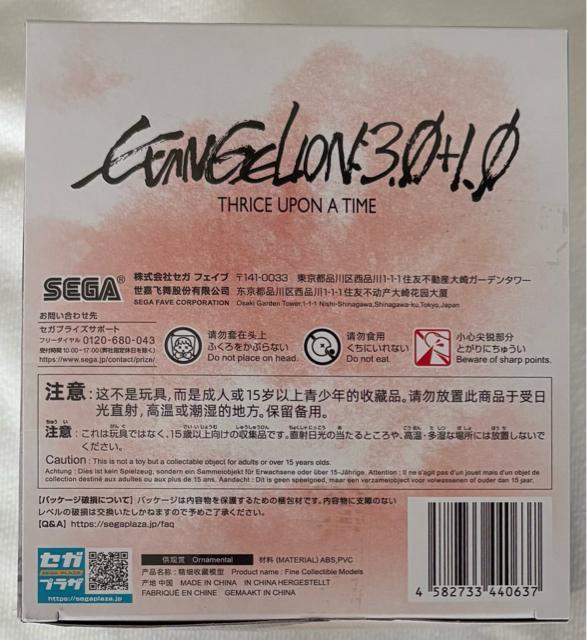 EVANGELION:3.0+1.0
THRICE UPON A TIME
SEGA®
株式会社セガ フェイブ 〒141-0033 東京都品川区西品川1-1-1住友不動産大崎ガーデンタワー
世嘉飞舞股份有限公司 东京都品川区西品川1-1-1住友不动产大崎花园大厦
SEGA FAVE CORPORATION Osaki Garden Tower,1-1-1 Nishi-Shinagawa,Shinagawa-ku,Tokyo,Japan
お問い合わせ先
セガプライズサポート
フリーダイヤル 0120-680-043
受付時間 10:00~17:00(弊社指定休日を除く)
https://www.sega.jp/contact/prize/
请勿套在头上
ふくろをかぶらない
Do not place on head.
请勿食用
くちにいれない
Do not eat.
小心尖锐部分
とがりにちゅうい
Beware of sharp points.
注意:这不是玩具,而是成人或15岁以上青少年的收藏品。请勿放置此商品于受日
光直射,高温或潮湿的地方。保留备用。
注意:これは玩具ではなく、15歳以上向けの収集品です。直射日光の当たるところや、高温・多湿な場所には放置しないで
ください。
Caution : This is not a toy but a collectable object for adults or over 15 years olds.
Achtung : Dies ist kein Spielzeug, sondern ein Sammelobjekt für Erwachsene oder über 15-Jährige. Attention : Il ne s'agit pas d'un jouet mais d'un objet de
collection destiné aux adultes ou aux plus de 15 ans. Dit is geen speelgoed, maar een verzamelobject voor volwassenen of ouder dan 15 jaar.
【パッケージ破損について】パッケージは内容物を保護するための梱包材です。内容物に支障のない
レベルの破損は交換いたしかねますので予めご了承ください。
【Q&A】https://segaplaza.jp/faq
セガ
SEGA PLAZA
プラザ
https://segaplaza.jp
供观赏 Ornamental 材料 (MATERIAL) ABS,PVC
产品名称:精细收藏模型 Product name : Fine Collectible Models
产地 中国 MADE IN CHINA IN CHINA HERGESTELLT
FABRIQUÉ EN CHINE GEMAAKT IN CHINA
4 582733 440637